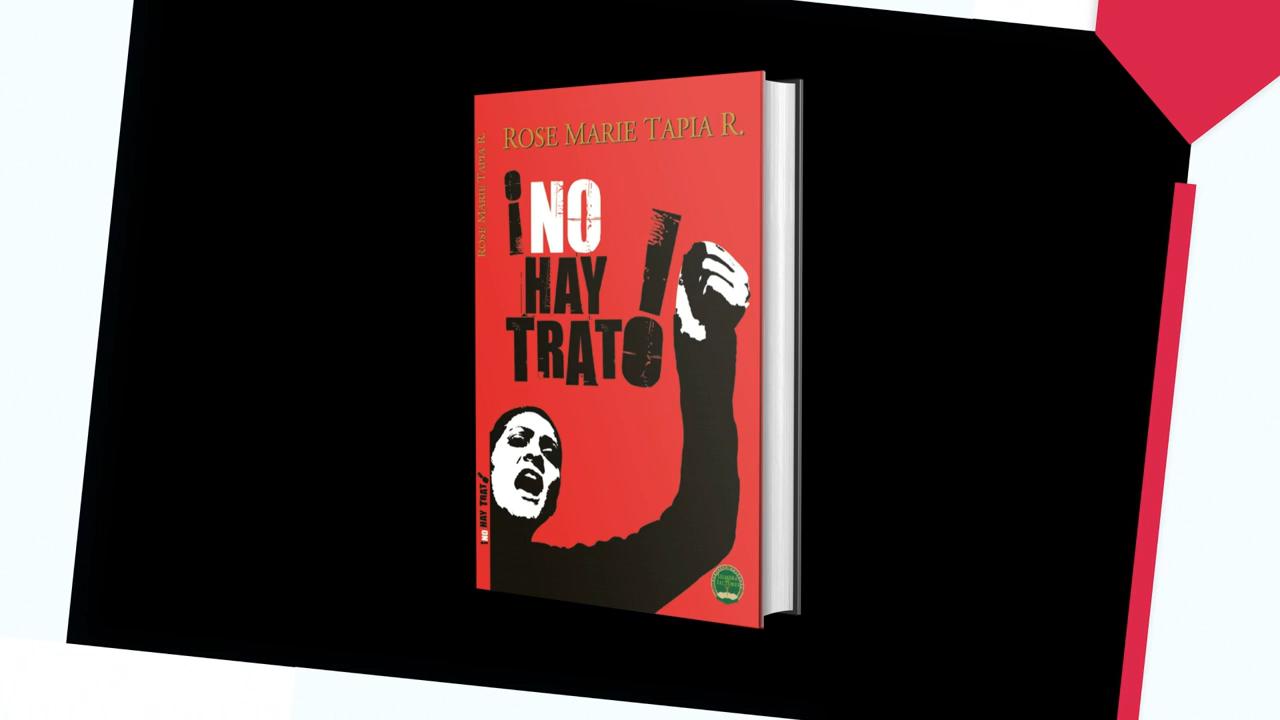 ROSE MARIE TAPIA R.
¡NO
HAY
TRATO!
ROSE MARIE TAPIA R.
¡NO HAY TRATO!